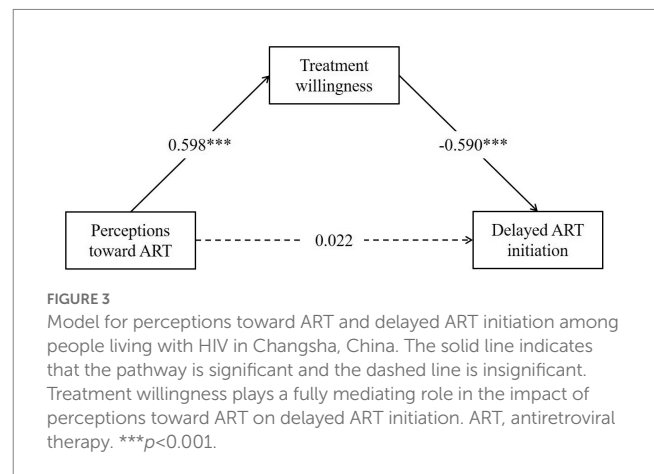 Treatment
willingness
0.598***
-0.590***
Perceptions
toward ART
0.022
Delayed ART
initiation
FIGURE 3
Model for perceptions toward ART and delayed ART initiation among
people living with HIV in Changsha, China. The solid line indicates
that the pathway is significant and the dashed line is insignificant.
Treatment willingness plays a fully mediating role in the impact of
perceptions toward ART on delayed ART initiation. ART, antiretroviral
therapy. ***p<0.001.